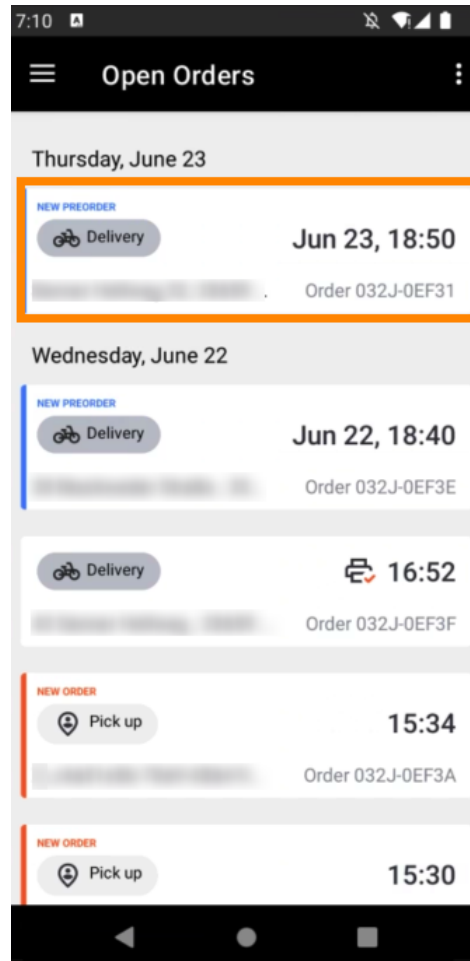 7:10
Open Orders
Thursday, June 23
NEW PREORDER
Delivery
Jun 23, 18:50
Order 032J-0EF31
Wednesday, June 22
NEW PREORDER
Delivery
Jun 22, 18:40
Order 032J-0EF3E
Delivery
16:52
Order 032J-0EF3F
NEW ORDER
Pick up
15:34
Order 032J-0EF3A
NEW ORDER
Pick up
15:30